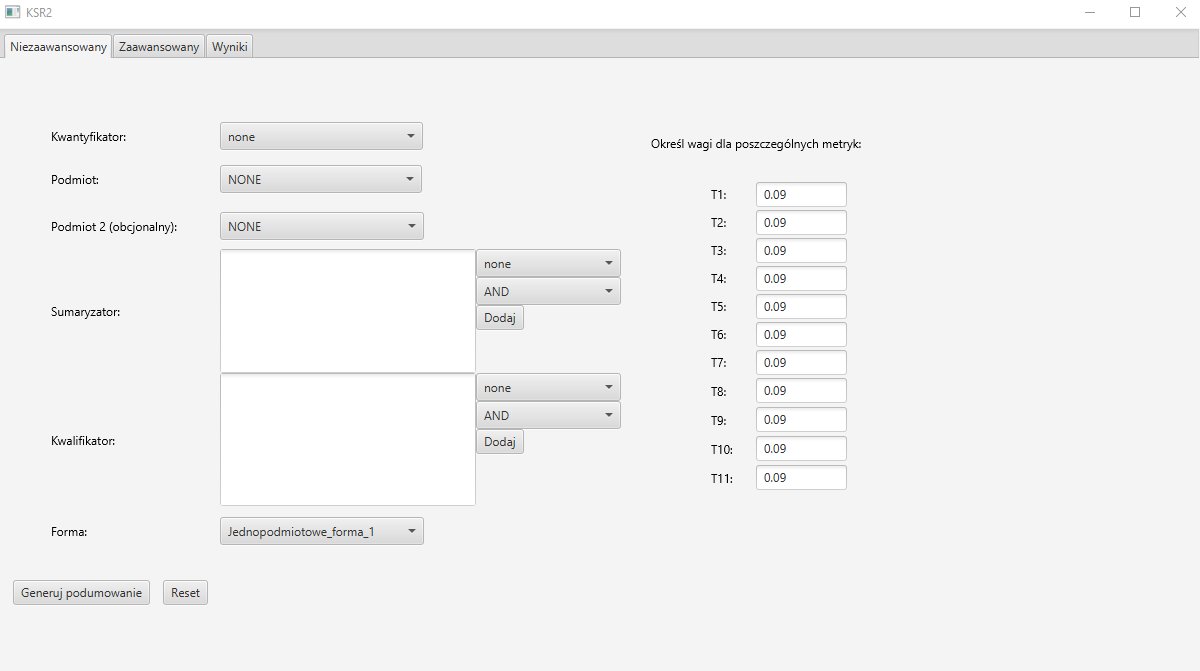 KSR2
Niezaawansowany Zaawansowany Wyniki
Kwantyfikator: none
Podmiot: NONE
Podmiot 2 (obcjonalny): NONE
Sumaryzator:
none
AND
Dodaj
Kwalifikator:
none
AND
Dodaj
Forma: Jednopodmiotowe_forma_1
Generuj podumowanie Reset
Określ wagi dla poszczególnych metryk:
T1: 0.09
T2: 0.09
T3: 0.09
T4: 0.09
T5: 0.09
T6: 0.09
T7: 0.09
T8: 0.09
T9: 0.09
T10: 0.09
T11: 0.09